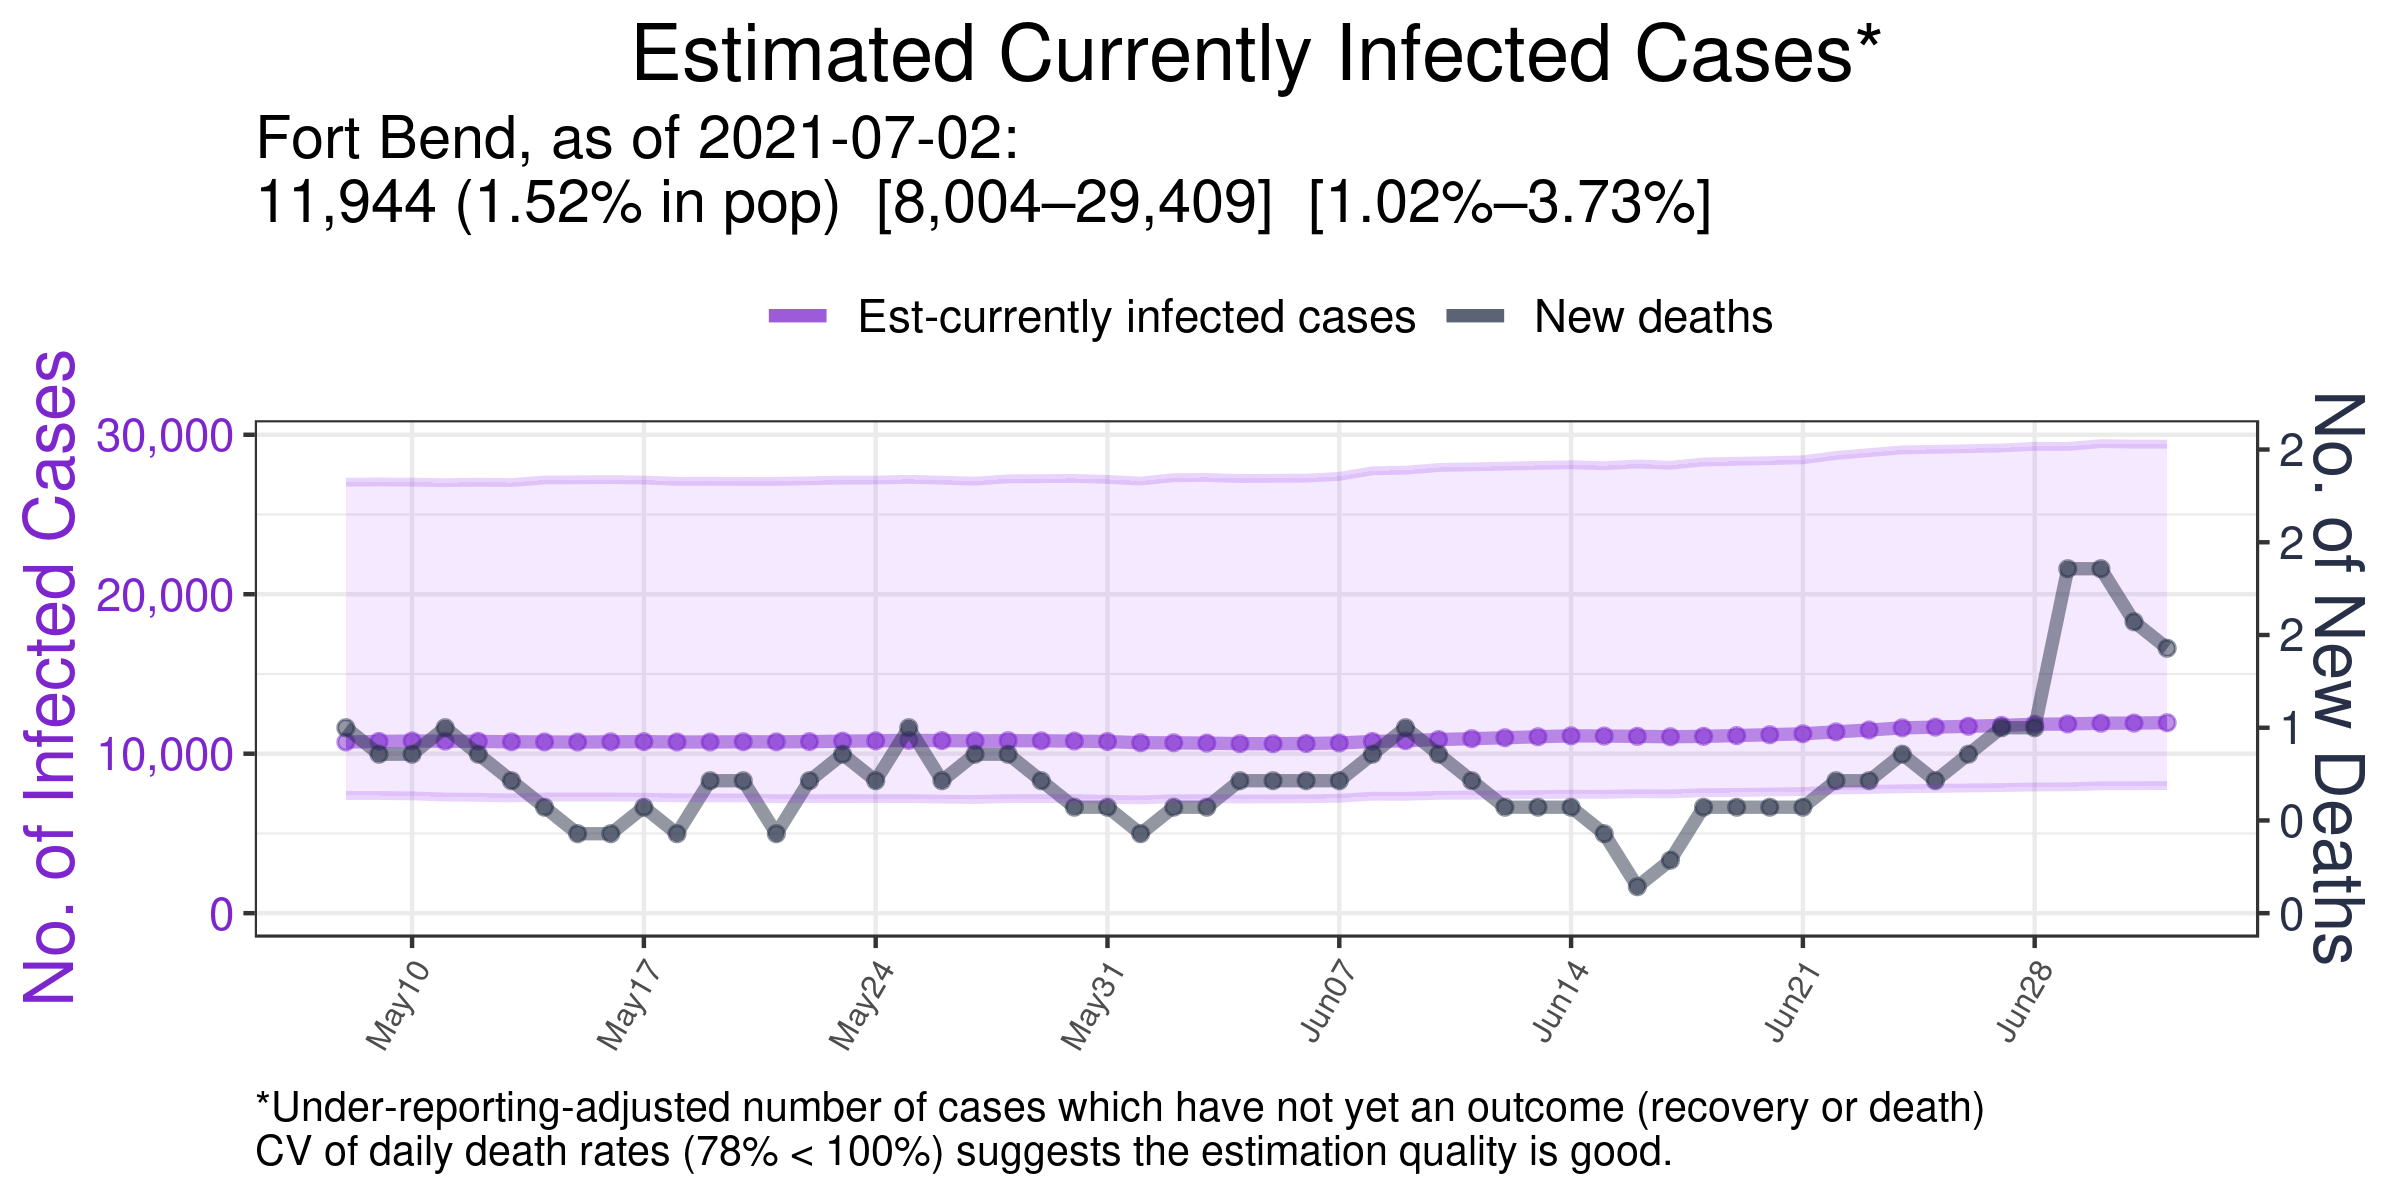 Estimated Currently Infected Cases*
Fort Bend, as of 2021-07-02:
11,944 (1.52% in pop)  [8,004–29,409]  [1.02%–3.73%]
Est-currently infected cases
New deaths
No. of Infected Cases
30,000
20,000
10,000
0
2
2
2
1
0
0
No. of New Deaths
May10
May17
May24
May31
Jun07
Jun14
Jun21
Jun28
*Under-reporting-adjusted number of cases which have not yet an outcome (recovery or death)
CV of daily death rates (78% < 100%) suggests the estimation quality is good.